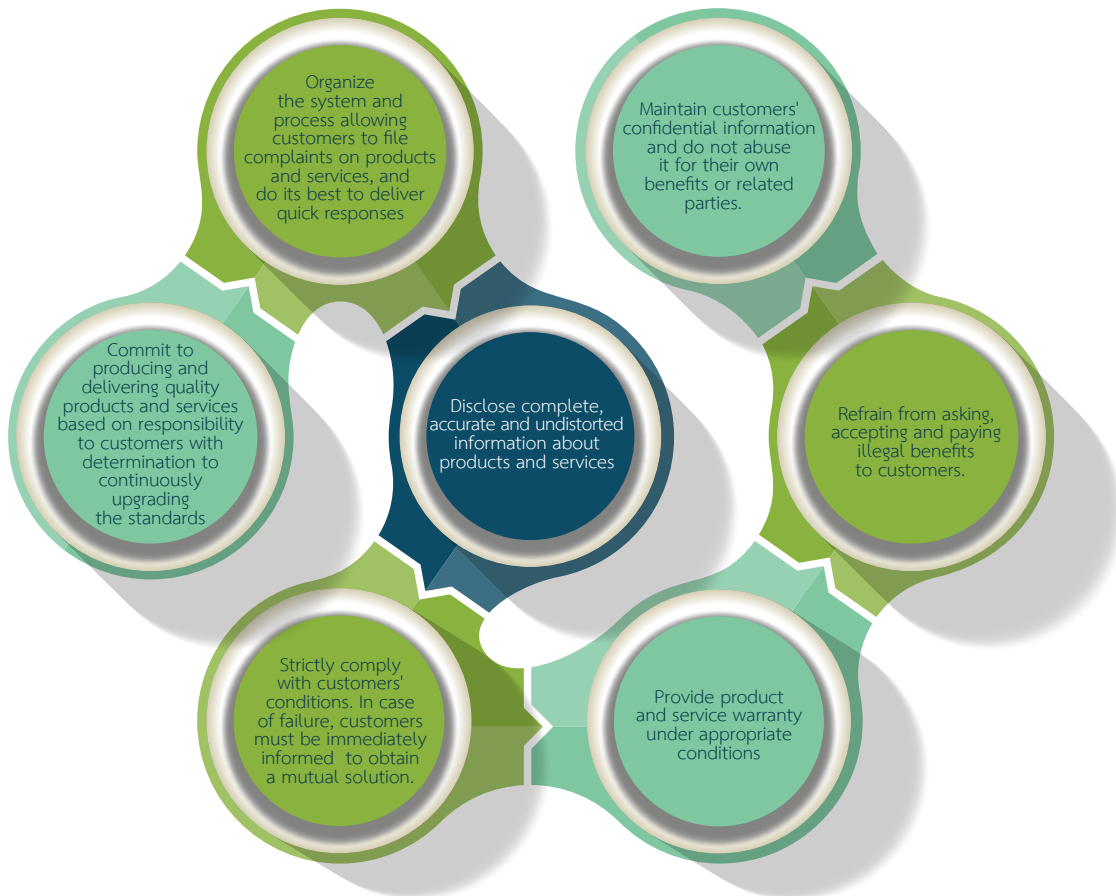 Organize
the system and
process allowing
customers to file
complaints on products
and services, and
do its best to deliver
quick responses
Maintain customers'
confidential information
and do not abuse
it for their own
benefits or related
parties.
Commit to
producing and
delivering quality
products and services
based on responsibility
to customers with
determination to
continuously
upgrading
the standards
Disclose complete,
accurate and undistorted
information about
products and services
Refrain from asking,
accepting and paying
illegal benefits
to customers.
Strictly comply
with customers'
conditions. In case
of failure, customers
must be immediately
informed  to obtain
a mutual solution.
Provide product
and service warranty
under appropriate
conditions